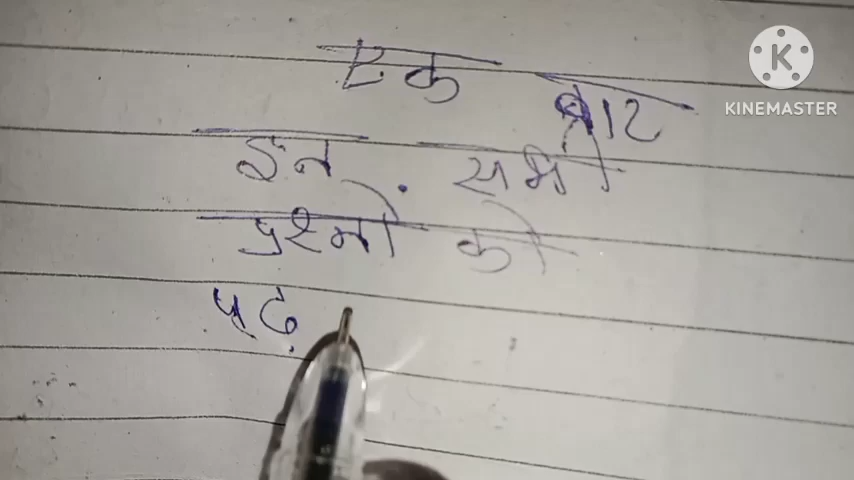 एक बार
इन सभी
प्रश्नों को
पढ़
KINEMASTER